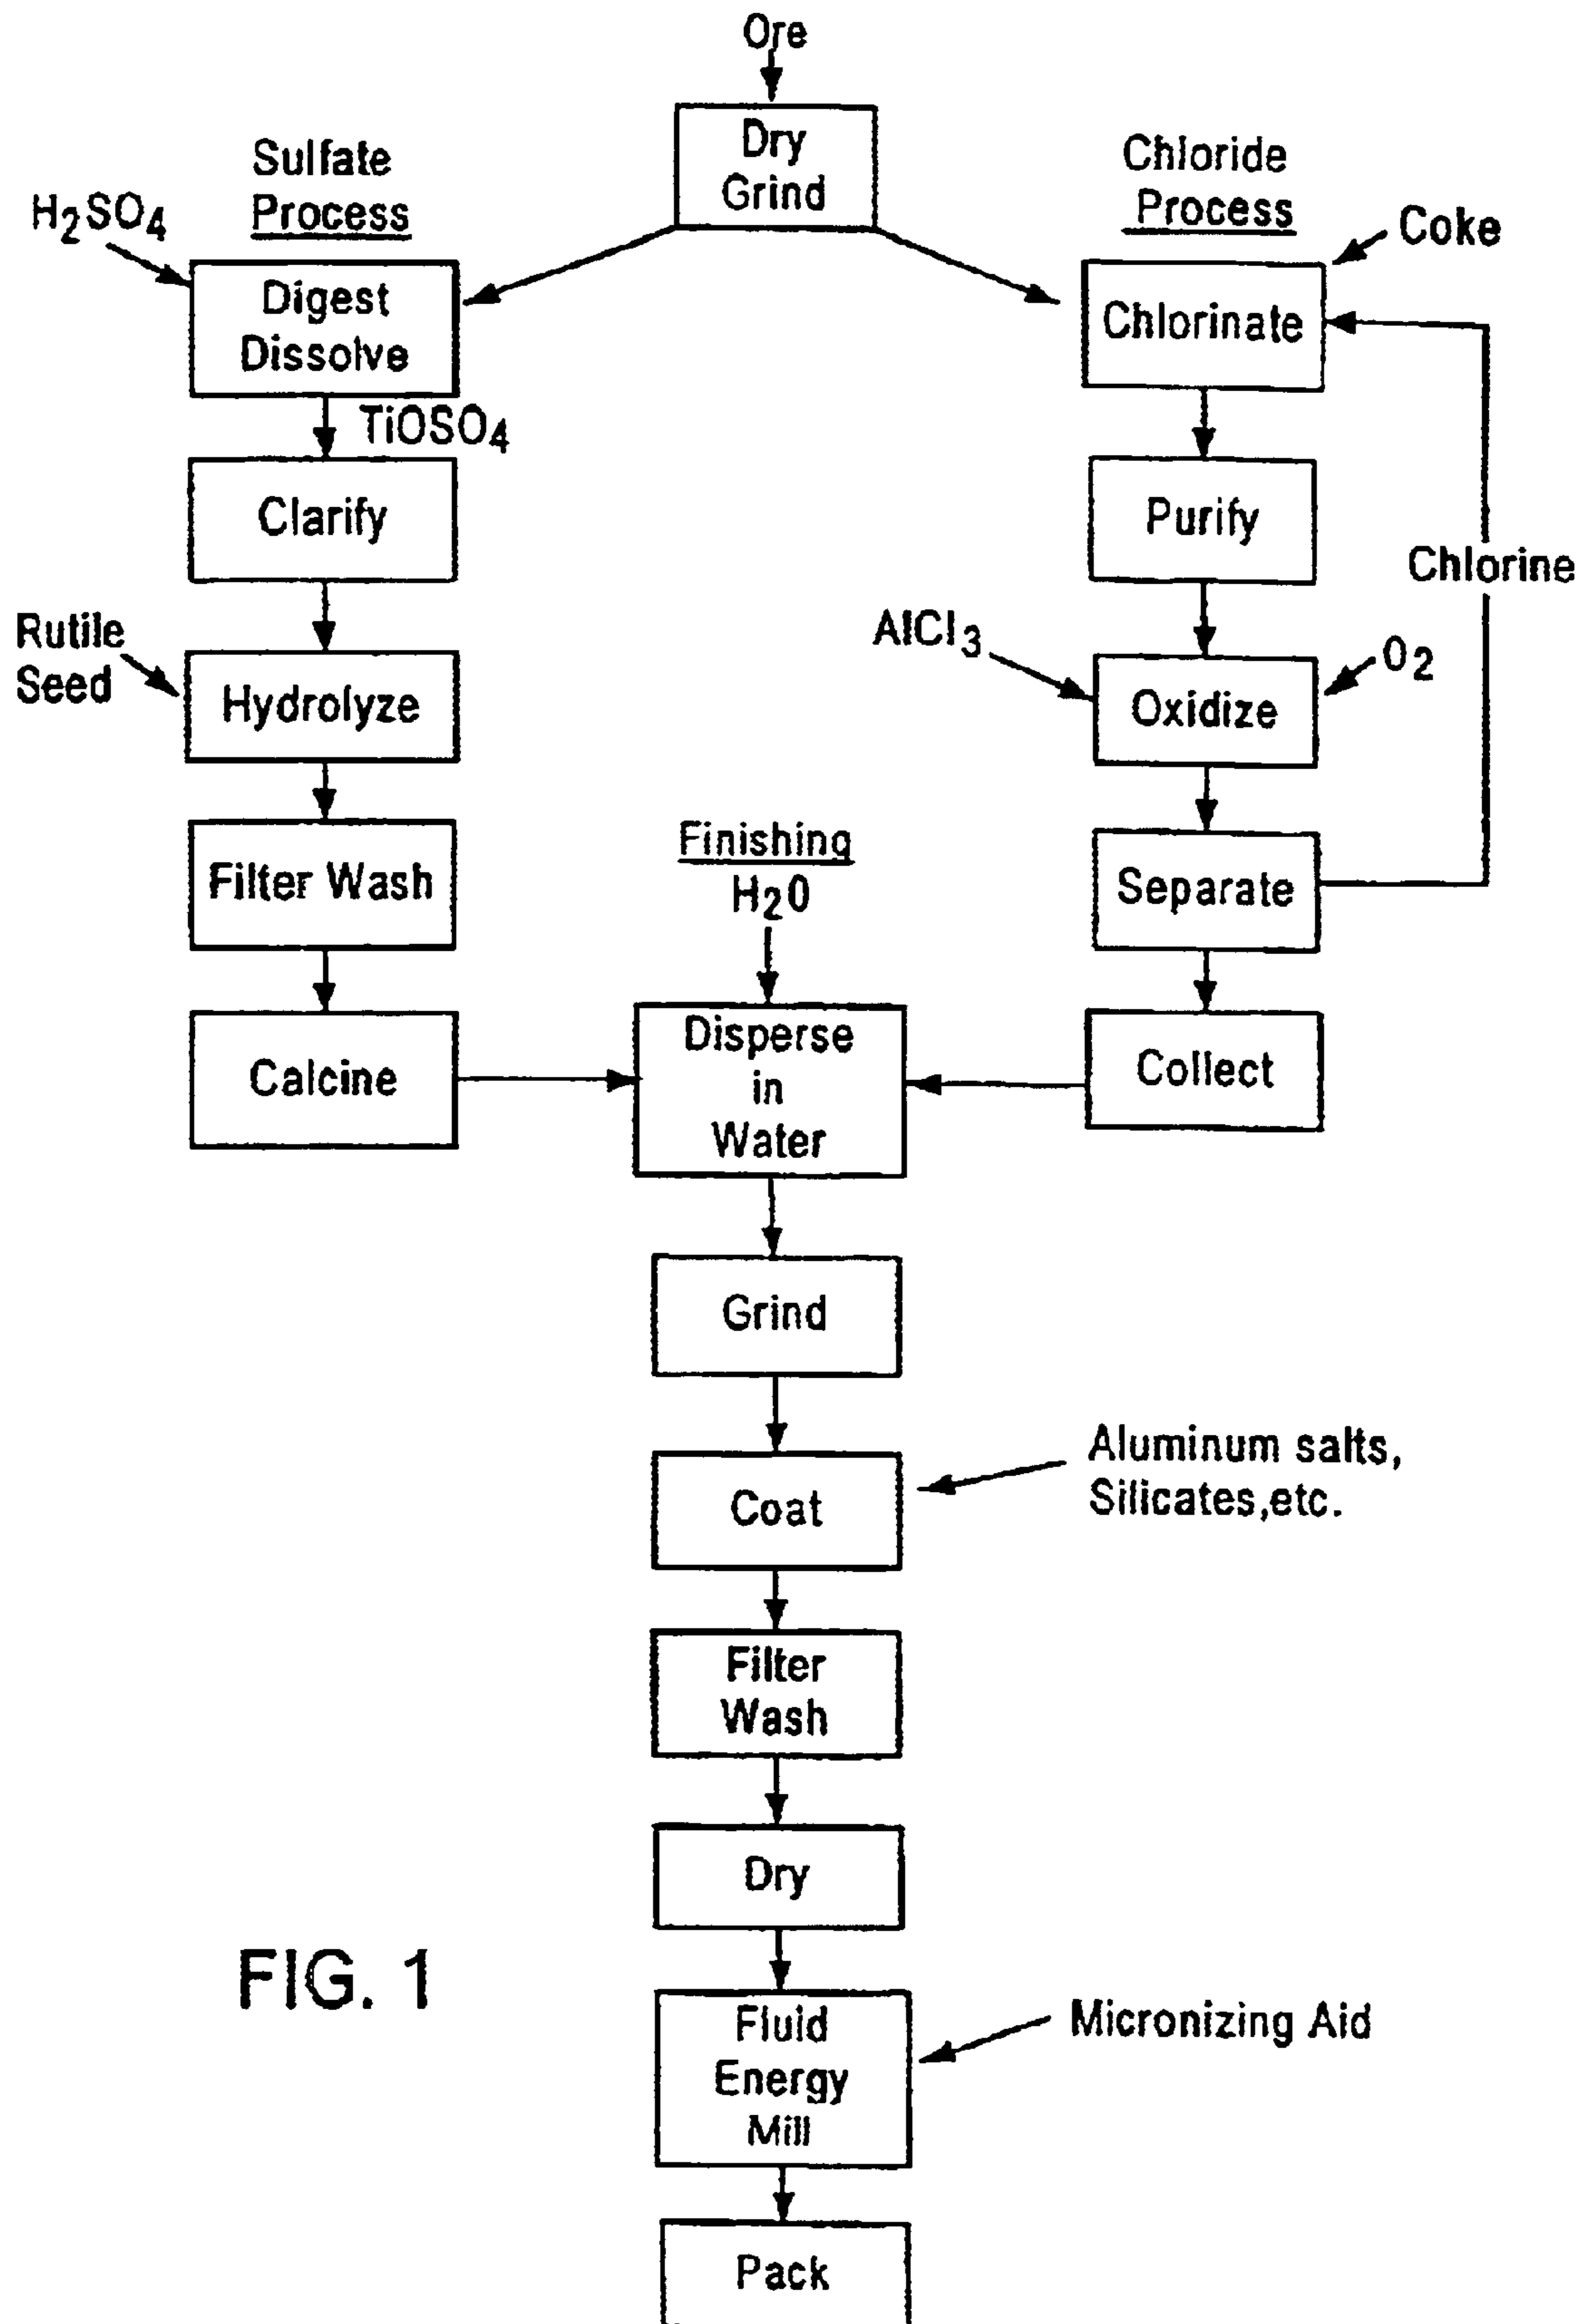 Ore
Dry
Grind
Sulfate
Process
H2SO4
Digest
Dissolve
TiOSO4
Clarify
Rutile
Seed
Hydrolyze
Filter Wash
Calcine
Chloride
Process
Coke
Chlorinate
Purify
Chlorine
AlCl3
O2
Oxidize
Separate
Collect
Finishing
H2O
Disperse
in
Water
Grind
Coat
Aluminum salts,
Silicates,etc.
Filter
Wash
Dry
Fluid
Energy
Mill
Micronizing Aid
Pack
FIG. 1